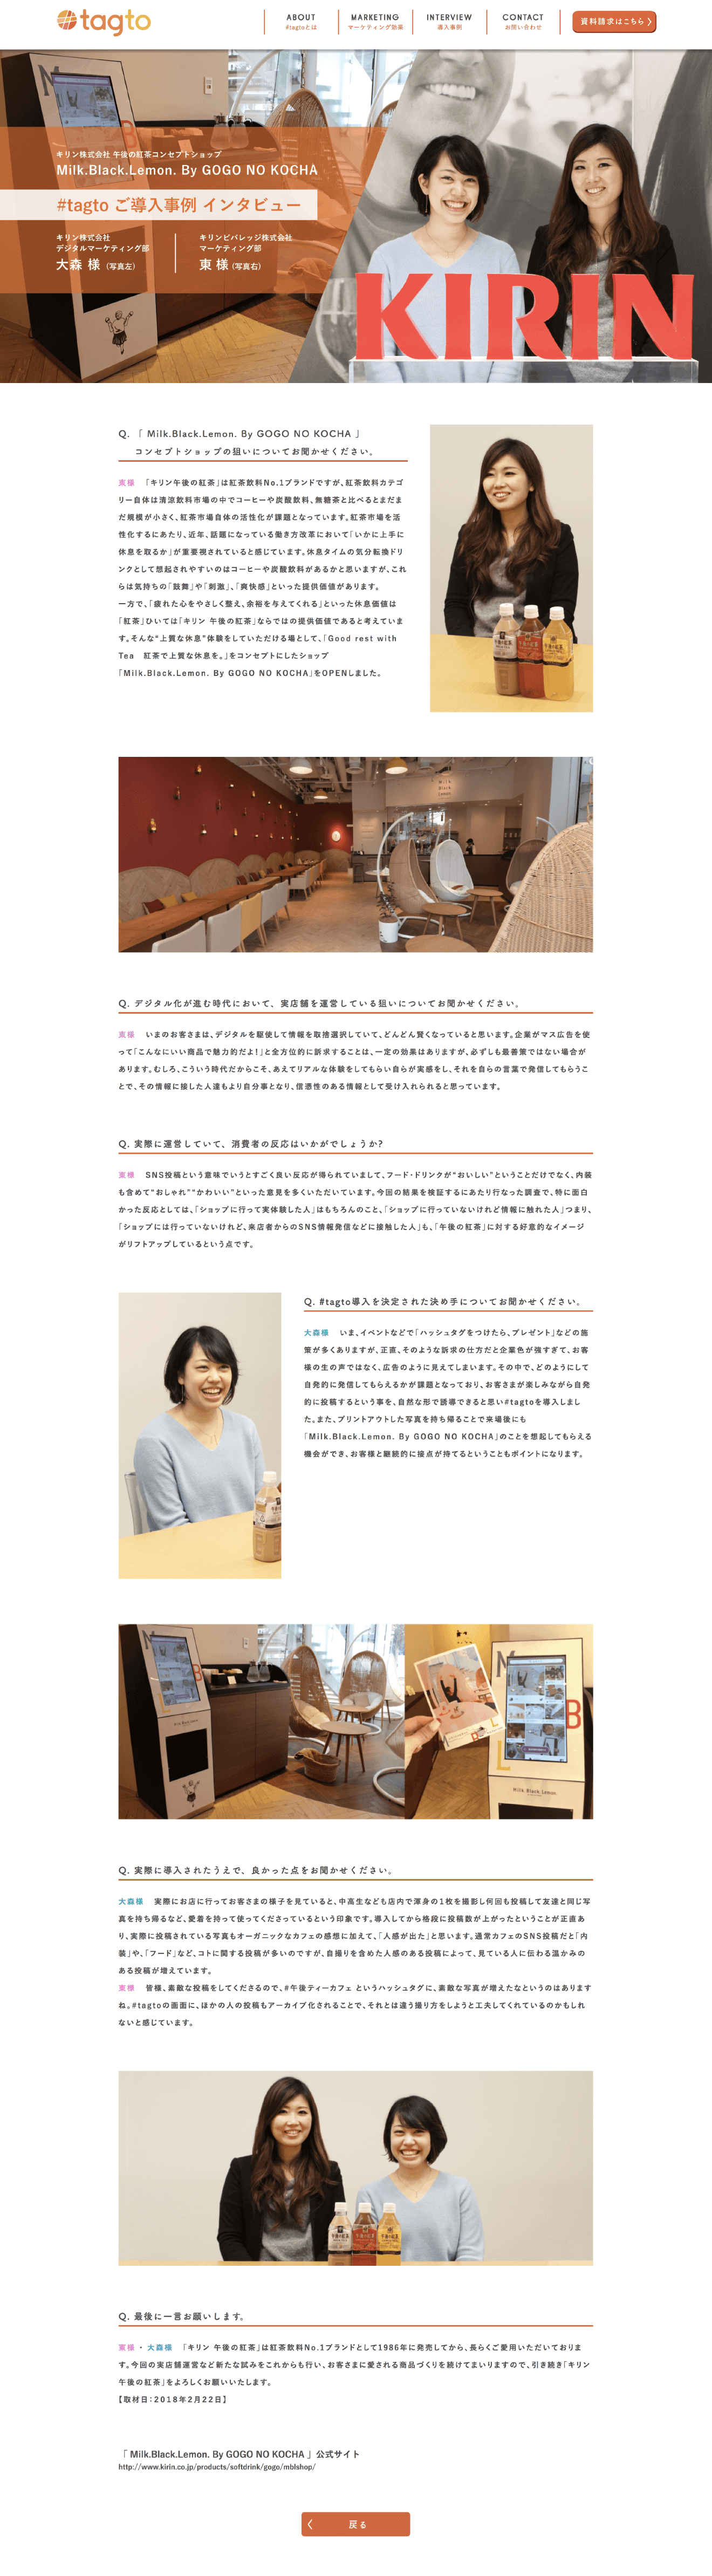 #tagto
ABOUT
#tagtoとは
MARKETING
マーケティング効果
INTERVIEW
導入事例
CONTACT
お問い合わせ
資料請求はこちら
キリン株式会社 午後の紅茶コンセプトショップ
Milk.Black.Lemon. By GOGO NO KOCHA
#tagto ご導入事例 インタビュー
キリン株式会社
デジタルマーケティング部
大森 様 (写真左)
キリンビバレッジ株式会社
マーケティング部
東 様 (写真右)
KIRIN
Q. 「 Milk.Black.Lemon. By GOGO NO KOCHA 」
コンセプトショップの狙いについてお聞かせください。
東様 「キリン午後の紅茶」は紅茶飲料No.1ブランドですが、紅茶飲料カテゴ
リー自体は清涼飲料市場の中でコーヒーや炭酸飲料、無糖茶と比べるとまだま
だ規模が小さく、紅茶市場自体の活性化が課題となっています。紅茶市場を活
性化するにあたり、近年、話題になっている働き方改革において「いかに上手に
休息を取るか」が重要視されていると感じています。休息タイムの気分転換ドリ
ンクとして想起されやすいのはコーヒーや炭酸飲料があるかと思いますが、これ
らは気持ちの「鼓舞」や「刺激」、「爽快感」といった提供価値があります。
一方で、「疲れた心をやさしく整え、余裕を与えてくれる」といった休息価値は
「紅茶」ひいては「キリン 午後の紅茶」ならではの提供価値であると考えていま
す。そんな“上質な休息”体験をしていただける場として、「Good rest with
Tea 紅茶で上質な休息を。」をコンセプトにしたショップ
「Milk.Black.Lemon. By GOGO NO KOCHA」をOPENしました。
Milk
Black
Lemon
Q. デジタル化が進む時代において、実店舗を運営している狙いについてお聞かせください。
東様 いまのお客さまは、デジタルを駆使して情報を取捨選択していて、どんどん賢くなっていると思います。企業がマス広告を使
って「こんなにいい商品で魅力的だよ！」と全方位的に訴求することは、一定の効果はありますが、必ずしも最善策ではない場合が
あります。むしろ、こういう時代だからこそ、あえてリアルな体験をしてもらい自らが実感をし、それを自らの言葉で発信してもらうこ
とで、その情報に接した人達もより自分事となり、信憑性のある情報として受け入れられると思っています。
Q. 実際に運営していて、消費者の反応はいかがでしょうか?
東様 SNS投稿という意味でいうとすごく良い反応が得られていまして、フード・ドリンクが“おいしい”ということだけでなく、内装
も含めて“おしゃれ”“かわいい”といった意見を多くいただいています。今回の結果を検証するにあたり行なった調査で、特に面白
かった反応としては、「ショップに行って実体験した人」はもちろんのこと、「ショップに行っていないけれど情報に触れた人」つまり、
「ショップには行っていないけれど、来店者からのSNS情報発信などに接触した人」も、「午後の紅茶」に対する好意的なイメージ
がリフトアップしているという点です。
Q. #tagto導入を決定された決め手についてお聞かせください。
大森様 いま、イベントなどで「ハッシュタグをつけたら、プレゼント」などの施
策が多くありますが、正直、そのような訴求の仕方だと企業色が強すぎて、お客
様の生の声ではなく、広告のように見えてしまいます。その中で、どのようにして
自発的に発信してもらえるかが課題となっており、お客さまが楽しみながら自発
的に投稿するという事を、自然な形で誘導できると思い#tagtoを導入しまし
た。また、プリントアウトした写真を持ち帰ることで来場後にも
「Milk.Black.Lemon. By GOGO NO KOCHA」のことを想起してもらえる
機会ができ、お客様と継続的に接点が持てるということもポイントになります。
M
B
L
Milk.Black.Lemon.
Q. 実際に導入されたうえで、良かった点をお聞かせください。
大森様 実際にお店に行ってお客さまの様子を見ていると、中高生なども店内で渾身の1枚を撮影し何回も投稿して友達と同じ写
真を持ち帰るなど、愛着を持って使ってくださっているという印象です。導入してから格段に投稿数が上がったということが正直あ
り、実際に投稿されている写真もオーガニックなカフェの感想に加えて、「人感が出た」と思います。通常カフェのSNS投稿だと「内
装」や、「フード」など、コトに関する投稿が多いのですが、自撮りを含めた人感のある投稿によって、見ている人に伝わる温かみの
ある投稿が増えています。
東様 皆様、素敵な投稿をしてくださるので、#午後ティーカフェ というハッシュタグに、素敵な写真が増えたなというのはあります
ね。#tagtoの画面に、ほかの人の投稿もアーカイブ化されることで、それとは違う撮り方をしようと工夫してくれているのかもしれ
ないと感じています。
Q. 最後に一言お願いします。
東様 ・ 大森様 「キリン 午後の紅茶」は紅茶飲料No.1ブランドとして1986年に発売してから、長らくご愛用いただいておりま
す。今回の実店舗運営など新たな試みをこれからも行い、お客さまに愛される商品づくりを続けてまいりますので、引き続き「キリン
午後の紅茶」をよろしくお願いいたします。
【取材日：2018年2月22日】
「 Milk.Black.Lemon. By GOGO NO KOCHA 」公式サイト
http://www.kirin.co.jp/products/softdrink/gogo/mblshop/
戻る